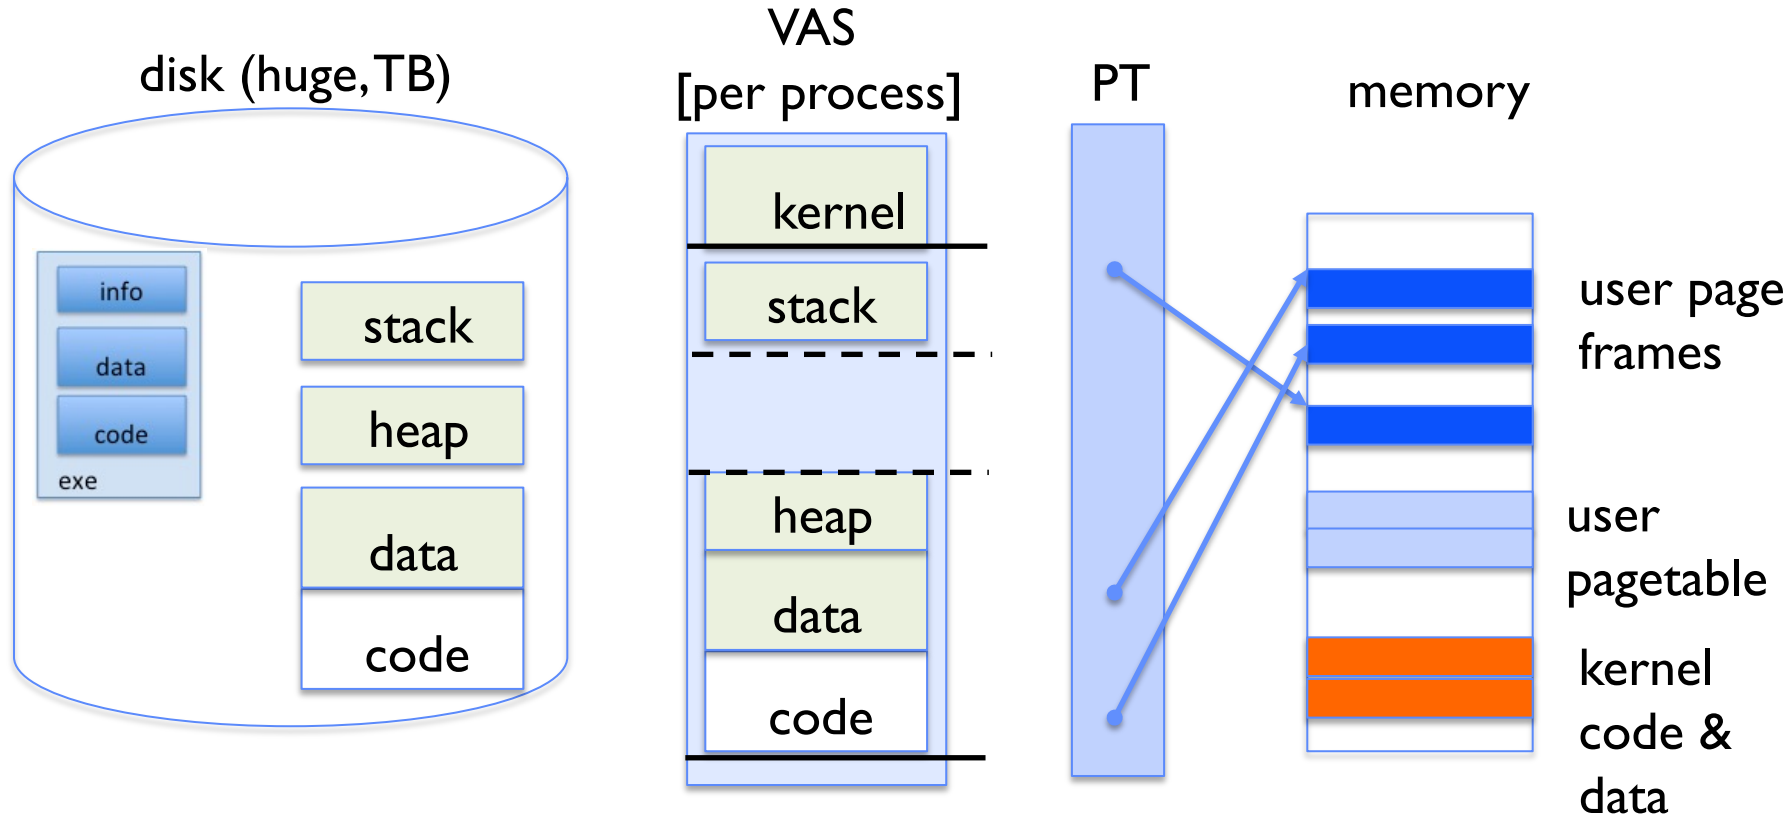 disk (huge, TB)
info
data
code
exe
stack
heap
data
code
VAS
[per process]
kernel
stack
heap
data
code
PT
memory
user page
frames
user
pagetable
kernel
code &
data